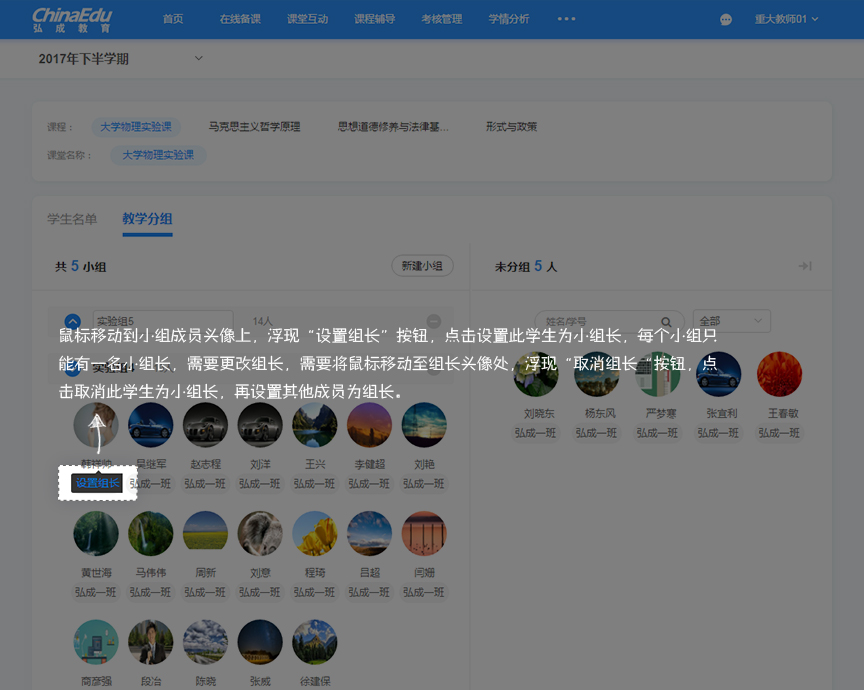 ChinaEdu
弘成教育
首页 在线备课 课堂互动 课程辅导 考核管理 学情分析 ••• 重大教师01
2017年下半学期
课程： 大学物理实验课 马克思主义哲学原理 思想道德修养与法律基... 形式与政策
课堂名称： 大学物理实验课
学生名单 教学分组
共 5 小组 新建小组 未分组 5 人
实验组5 14人 姓名/学号 全部
鼠标移动到小组成员头像上，浮现“设置组长”按钮，点击设置此学生为小组长，每个小组只
能有一名小组长，需要更改组长，需要将鼠标移动至组长头像处，浮现“取消组长“按钮，点
击取消此学生为小组长，再设置其他成员为组长。
刘晓东 杨东风 严梦寒 张宜利 王春敏
弘成一班 弘成一班 弘成一班 弘成一班 弘成一班
韩祥帅 吴继军 赵志程 刘洋 王兴 李健超 刘艳
设置组长 弘成一班 弘成一班 弘成一班 弘成一班 弘成一班 弘成一班
黄世海 马伟伟 周新 刘意 程琦 吕超 闫姗
弘成一班 弘成一班 弘成一班 弘成一班 弘成一班 弘成一班 弘成一班
商彦强 段冶 陈晓 张威 徐建保